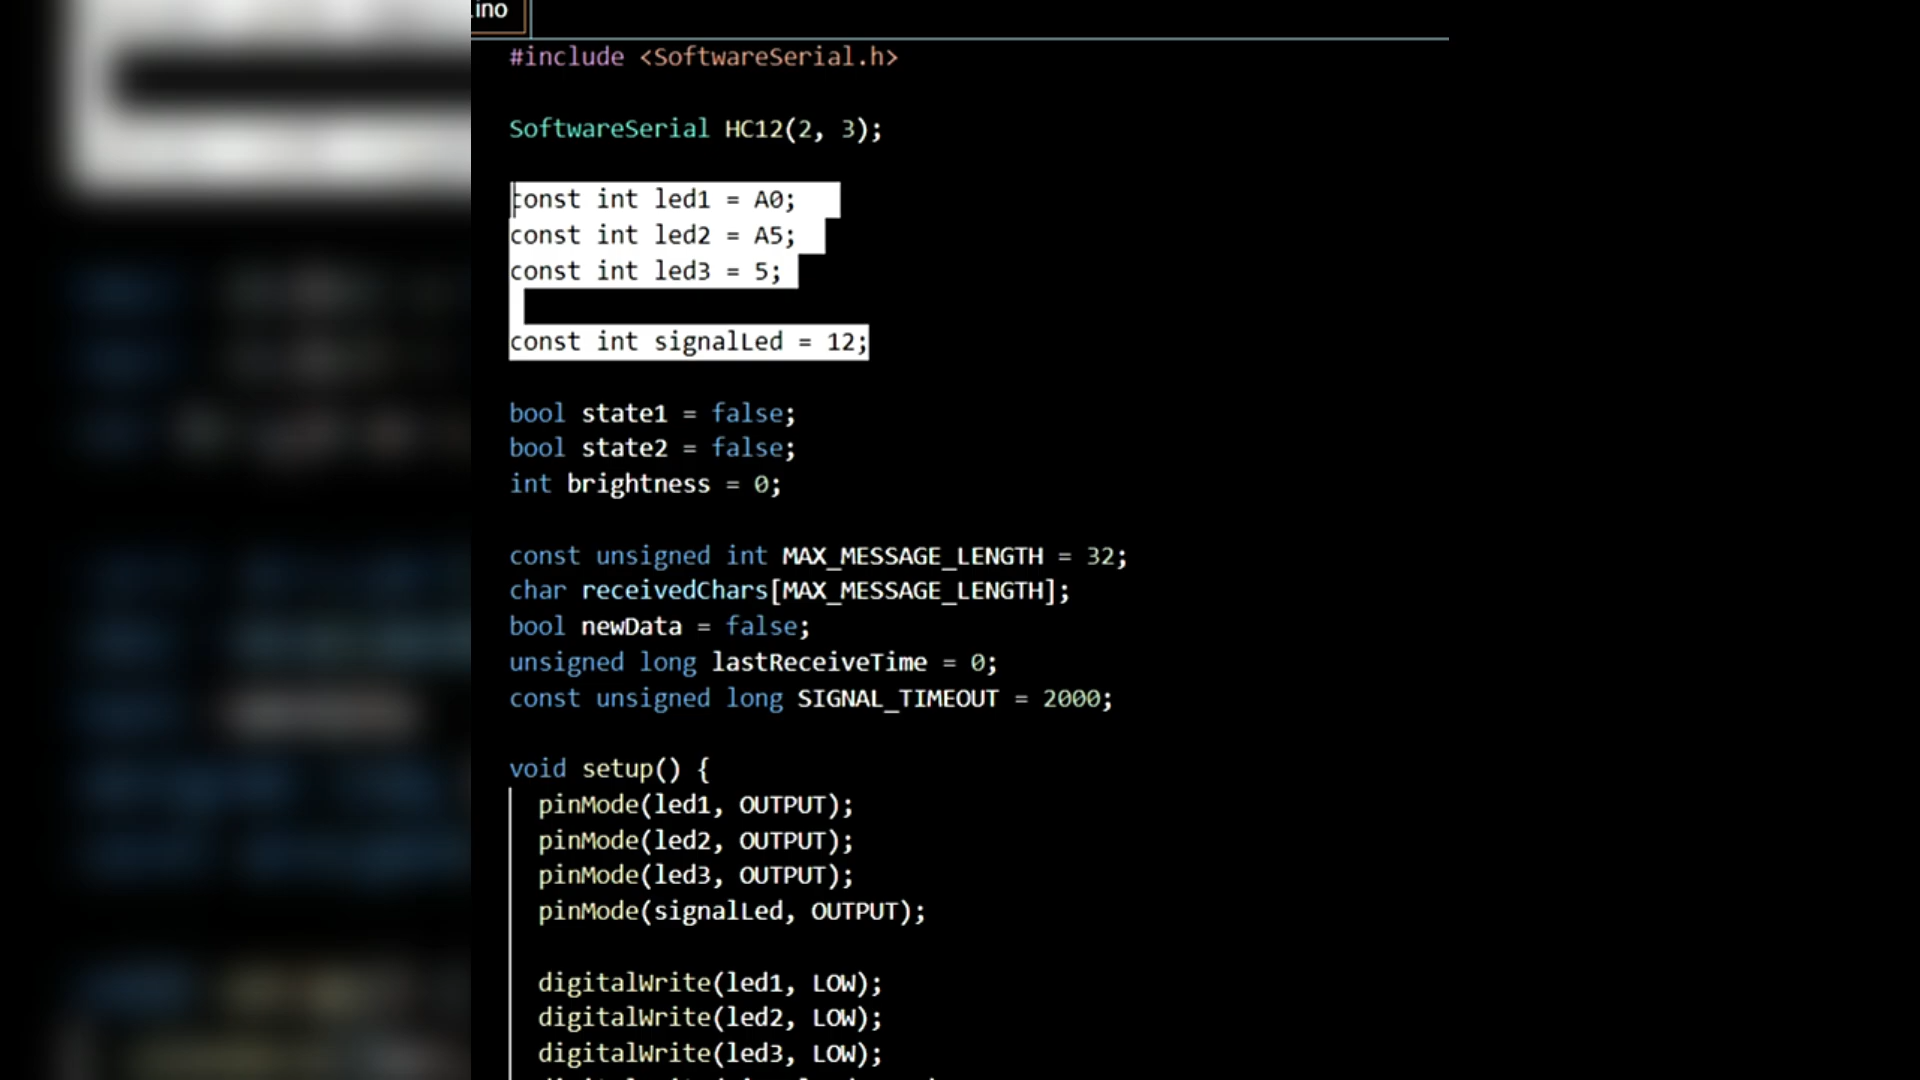 .ino
#include <SoftwareSerial.h>
SoftwareSerial HC12(2, 3);
const int led1 = A0;
const int led2 = A5;
const int led3 = 5;
const int signalLed = 12;
bool state1 = false;
bool state2 = false;
int brightness = 0;
const unsigned int MAX_MESSAGE_LENGTH = 32;
char receivedChars[MAX_MESSAGE_LENGTH];
bool newData = false;
unsigned long lastReceiveTime = 0;
const unsigned long SIGNAL_TIMEOUT = 2000;
void setup() {
pinMode(led1, OUTPUT);
pinMode(led2, OUTPUT);
pinMode(led3, OUTPUT);
pinMode(signalLed, OUTPUT);
digitalWrite(led1, LOW);
digitalWrite(led2, LOW);
digitalWrite(led3, LOW);